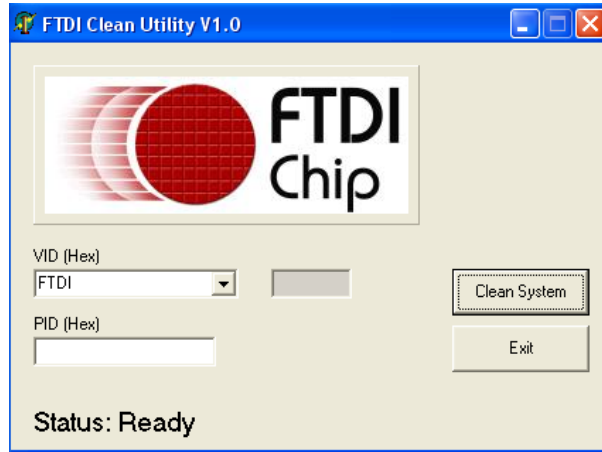 FTDI Clean Utility V1.0
FTDI
Chip
VID (Hex)
FTDI
Clean System
PID (Hex)
Exit
Status: Ready